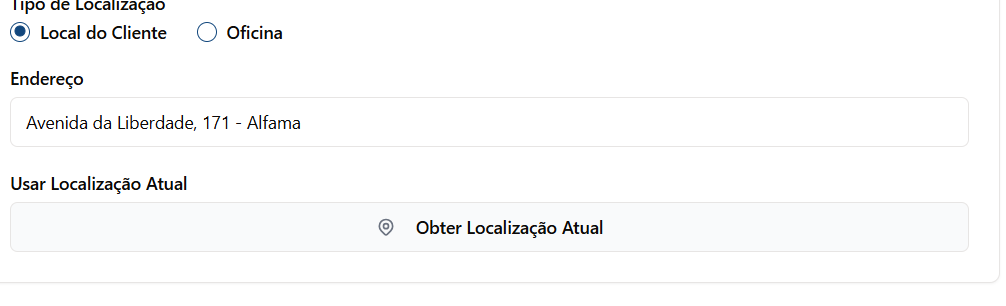 Tipo de Localização
Local do Cliente Oficina
Endereço
Avenida da Liberdade, 171 - Alfama
Usar Localização Atual
Obter Localização Atual